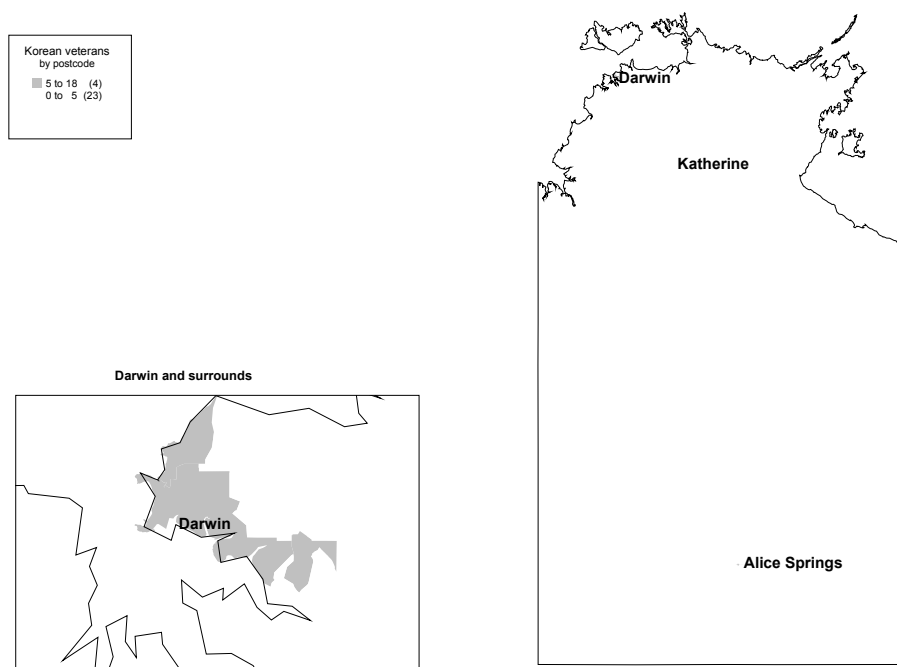 Korean veterans
by postcode
5 to 18 (4)
0 to 5 (23)
Darwin
Katherine
Darwin and surrounds
Darwin
Alice Springs